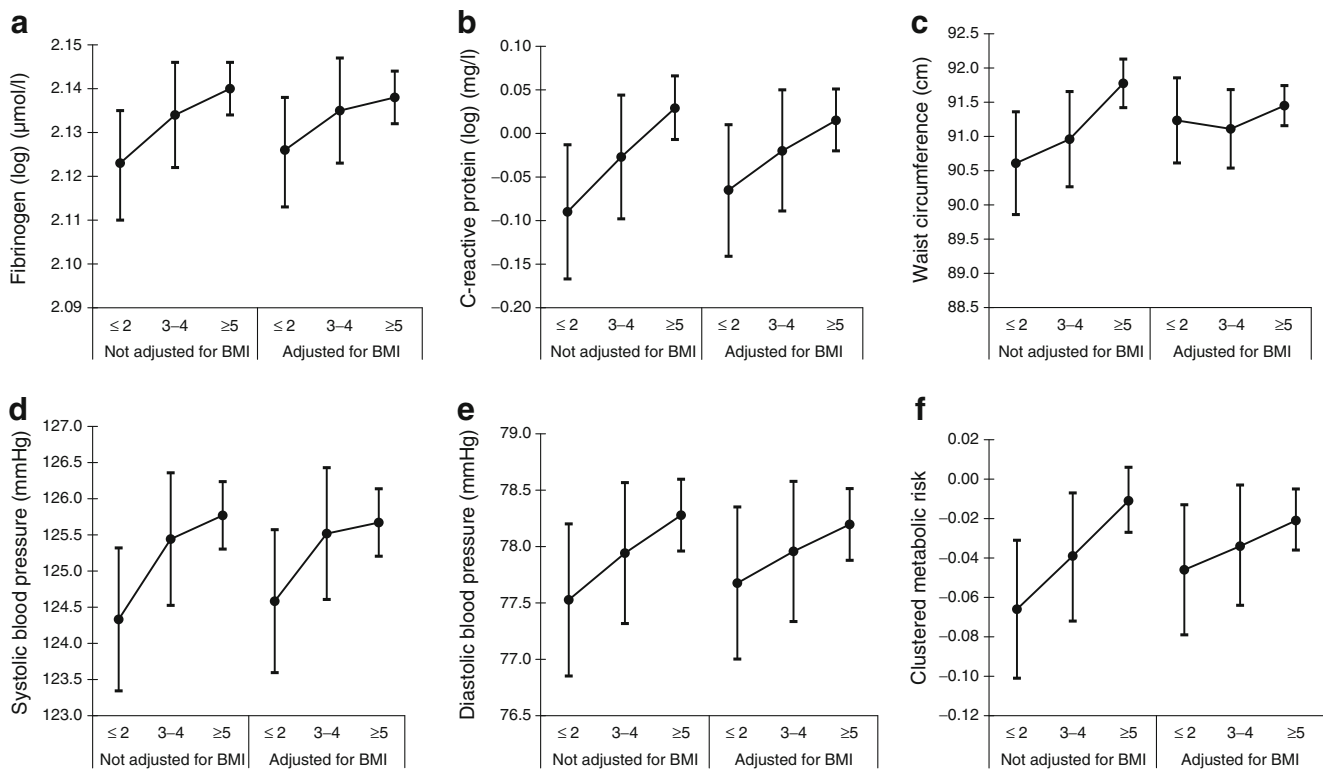 a
Fibrinogen (log) (µmol/l)
2.15
2.14
2.13
2.12
2.11
2.10
2.09
≤ 2 3–4 ≥5 ≤ 2 3–4 ≥5
Not adjusted for BMI Adjusted for BMI
b
C-reactive protein (log) (mg/l)
0.10
0.05
0.00
−0.05
−0.10
−0.15
−0.20
≤ 2 3–4 ≥5 ≤ 2 3–4 ≥5
Not adjusted for BMI Adjusted for BMI
c
Waist circumference (cm)
92.5
92.0
91.5
91.0
90.5
90.0
89.5
89.0
88.5
≤ 2 3–4 ≥5 ≤ 2 3–4 ≥5
Not adjusted for BMI Adjusted for BMI
d
Systolic blood pressure (mmHg)
127.0
126.5
126.0
125.5
125.0
124.5
124.0
123.5
123.0
≤ 2 3–4 ≥5 ≤ 2 3–4 ≥5
Not adjusted for BMI Adjusted for BMI
e
Diastolic blood pressure (mmHg)
79.0
78.5
78.0
77.5
77.0
76.5
≤ 2 3–4 ≥5 ≤ 2 3–4 ≥5
Not adjusted for BMI Adjusted for BMI
f
Clustered metabolic risk
0.02
0.00
−0.02
−0.04
−0.06
−0.08
−0.10
−0.12
≤ 2 3–4 ≥5 ≤ 2 3–4 ≥5
Not adjusted for BMI Adjusted for BMI